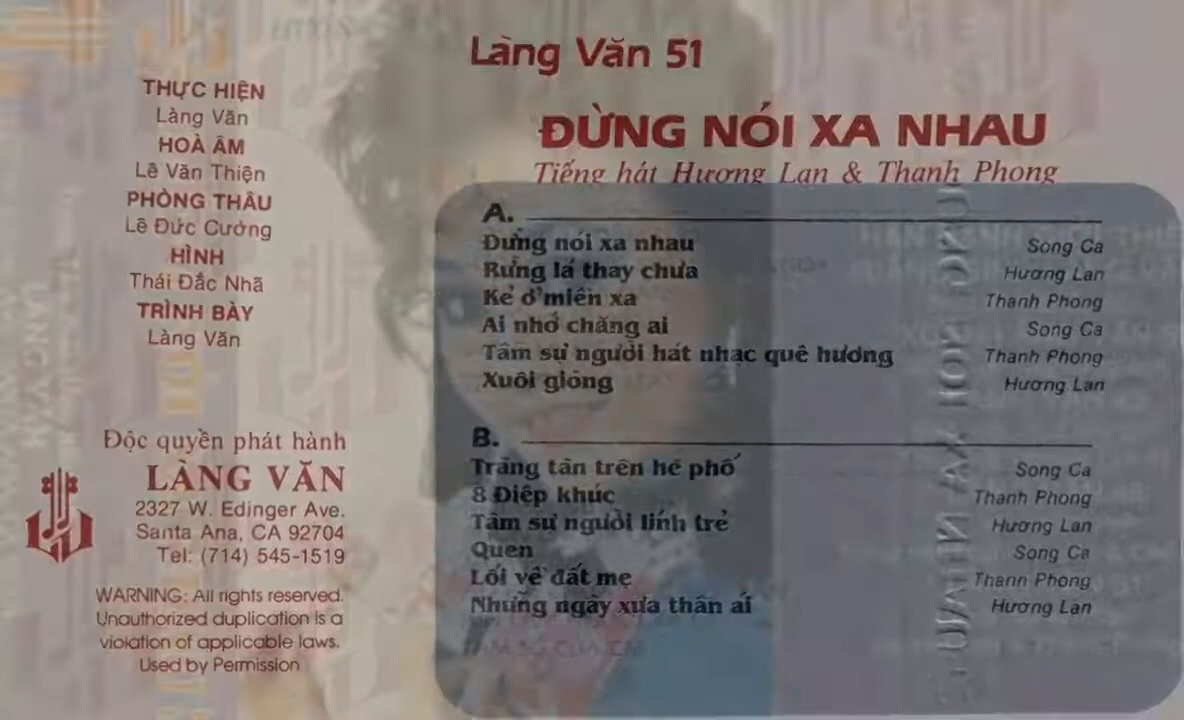 Làng Văn 51
ĐỪNG NÓI XA NHAU
Tiếng hát Hương Lan & Thanh Phong
THỰC HIỆN
Làng Văn
HOÀ ÂM
Lê Văn Thiện
PHÒNG THÂU
Lê Đức Cường
HÌNH
Thái Đắc Nhã
TRÌNH BÀY
Làng Văn
Độc quyền phát hành
LÀNG VĂN
2327 W. Edinger Ave.
Santa Ana, CA 92704
Tel: (714) 545-1519
WARNING: All rights reserved.
Unauthorized duplication is a
violation of applicable laws.
Used by Permission
A.
Đừng nói xa nhau Song Ca
Rừng lá thay chưa Hương Lan
Kẻ ở miền xa Thanh Phong
Ai nhớ chăng ai Song Ca
Tâm sự người hát nhạc quê hương Thanh Phong
Xuôi giòng Hương Lan
B.
Trăng tàn trên hè phố Song Ca
8 Điệp khúc Thanh Phong
Tâm sự người lính trẻ Hương Lan
Quen Song Ca
Lối về đất mẹ Thanh Phong
Những ngày xưa thân ái Hương Lan